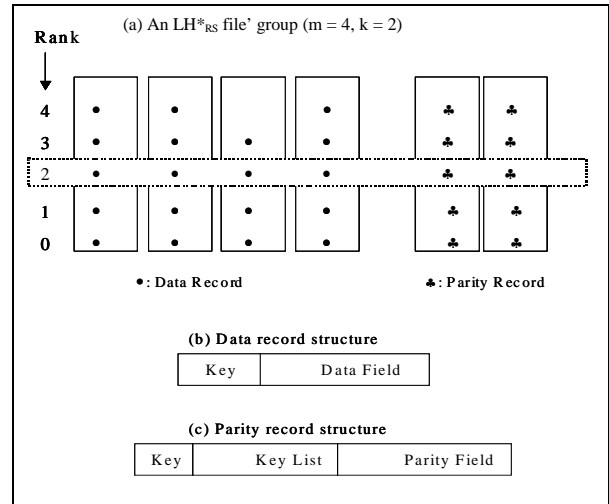 (a) An LH*RS file' group (m = 4, k = 2)
Rank
4
3
2
1
0
•: Data Record ♣: Parity Record
(b) Data record structure
Key Data Field
(c) Parity record structure
Key Key List Parity Field